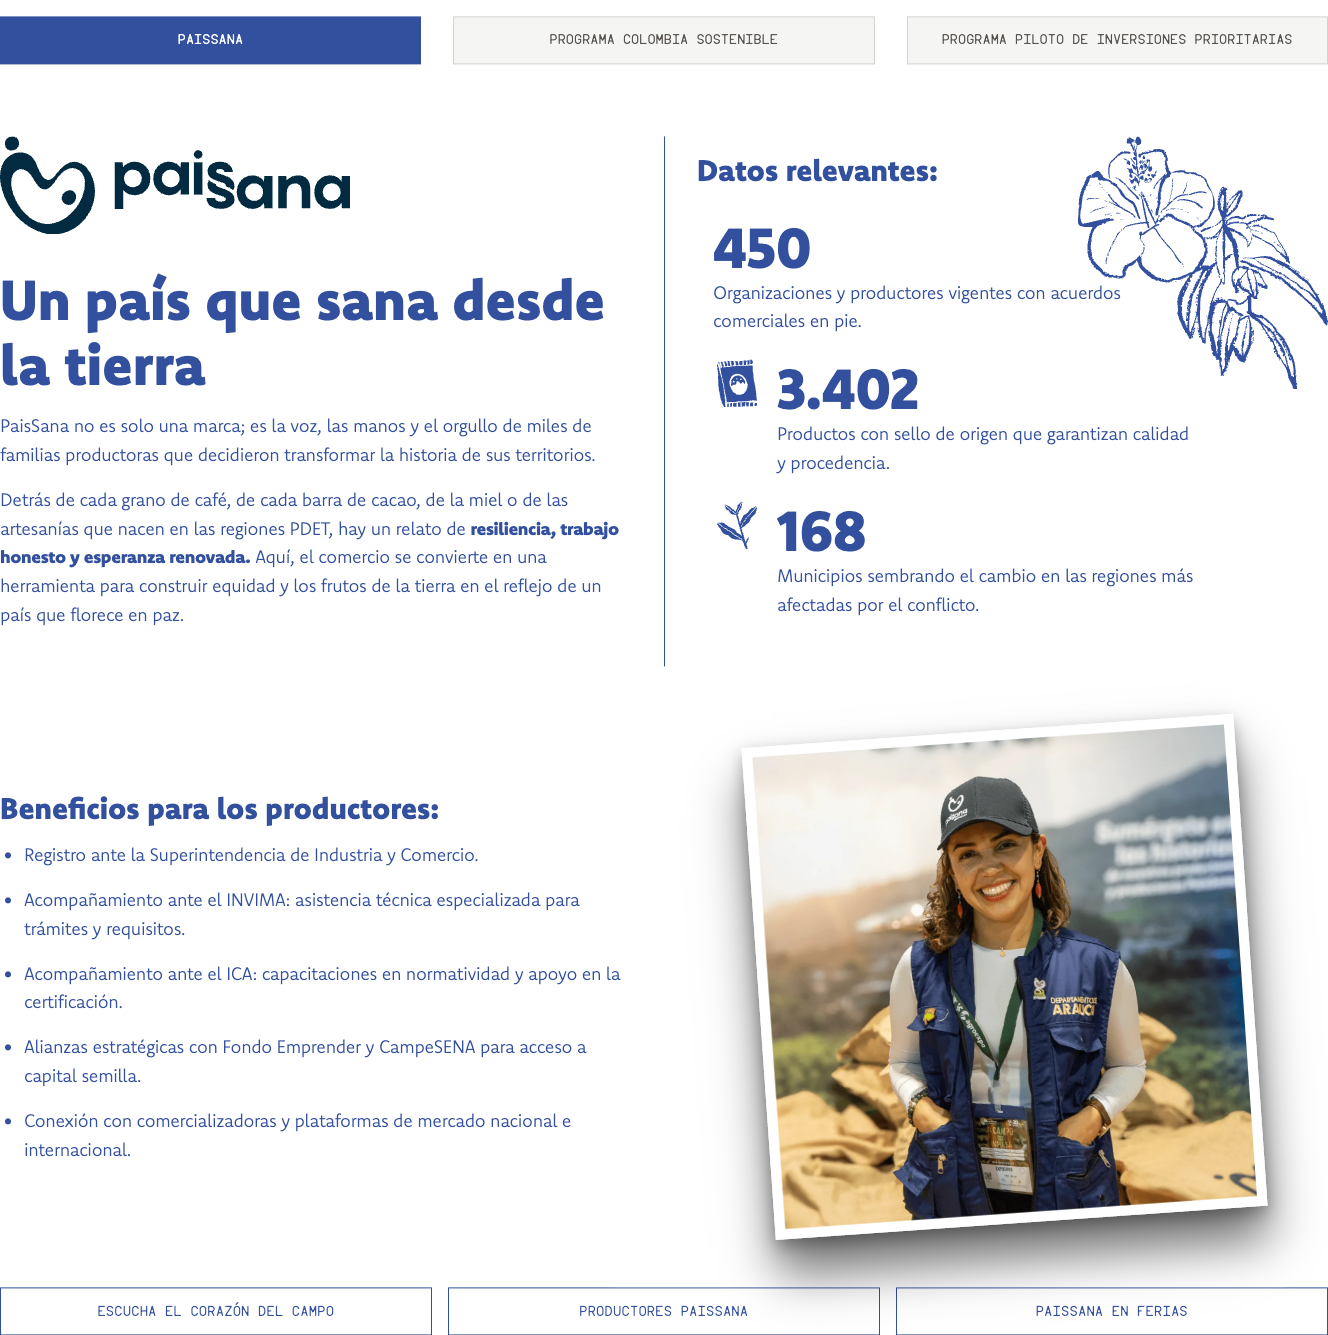 PAISSANA
PROGRAMA COLOMBIA SOSTENIBLE
PROGRAMA PILOTO DE INVERSIONES PRIORITARIAS
paissana
Un país que sana desde
la tierra
PaisSana no es solo una marca; es la voz, las manos y el orgullo de miles de
familias productoras que decidieron transformar la historia de sus territorios.
Detrás de cada grano de café, de cada barra de cacao, de la miel o de las
artesanías que nacen en las regiones PDET, hay un relato de resiliencia, trabajo
honesto y esperanza renovada. Aquí, el comercio se convierte en una
herramienta para construir equidad y los frutos de la tierra en el reflejo de un
país que florece en paz.
Datos relevantes:
450
Organizaciones y productores vigentes con acuerdos
comerciales en pie.
3.402
Productos con sello de origen que garantizan calidad
y procedencia.
168
Municipios sembrando el cambio en las regiones más
afectadas por el conflicto.
Beneficios para los productores:
Registro ante la Superintendencia de Industria y Comercio.
Acompañamiento ante el INVIMA: asistencia técnica especializada para
trámites y requisitos.
Acompañamiento ante el ICA: capacitaciones en normatividad y apoyo en la
certificación.
Alianzas estratégicas con Fondo Emprender y CampeSENA para acceso a
capital semilla.
Conexión con comercializadoras y plataformas de mercado nacional e
internacional.
paissana
Sumérgete en
las historias
DEPARTAMENTO DE
ARAUCA
agroexpo
CAMPO
ESCUCHA EL CORAZÓN DEL CAMPO
PRODUCTORES PAISSANA
PAISSANA EN FERIAS